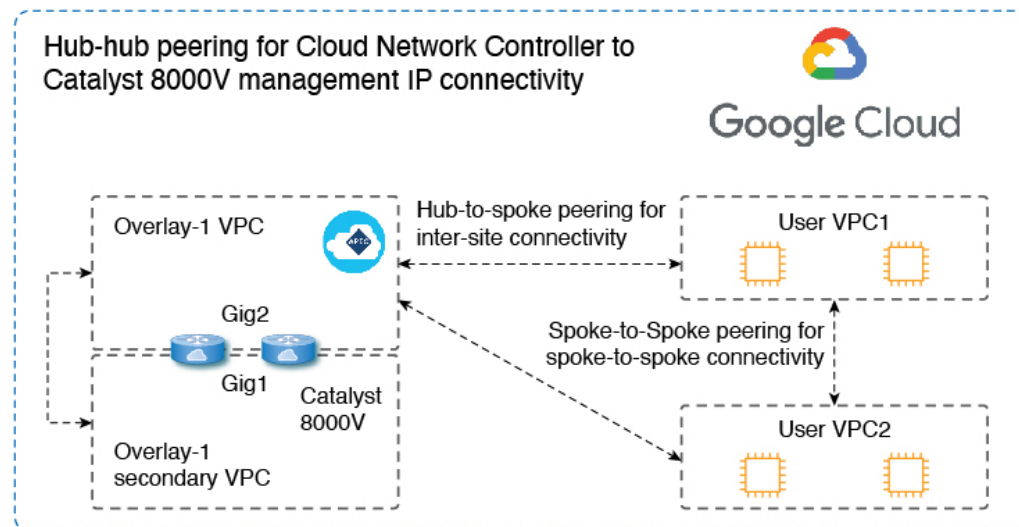 Hub-hub peering for Cloud Network Controller to
Catalyst 8000V management IP connectivity
Google Cloud
Overlay-1 VPC
APIC
Hub-to-spoke peering for
inter-site connectivity
User VPC1
Gig2
Gig1
Catalyst
8000V
Spoke-to-Spoke peering for
spoke-to-spoke connectivity
Overlay-1
secondary VPC
User VPC2